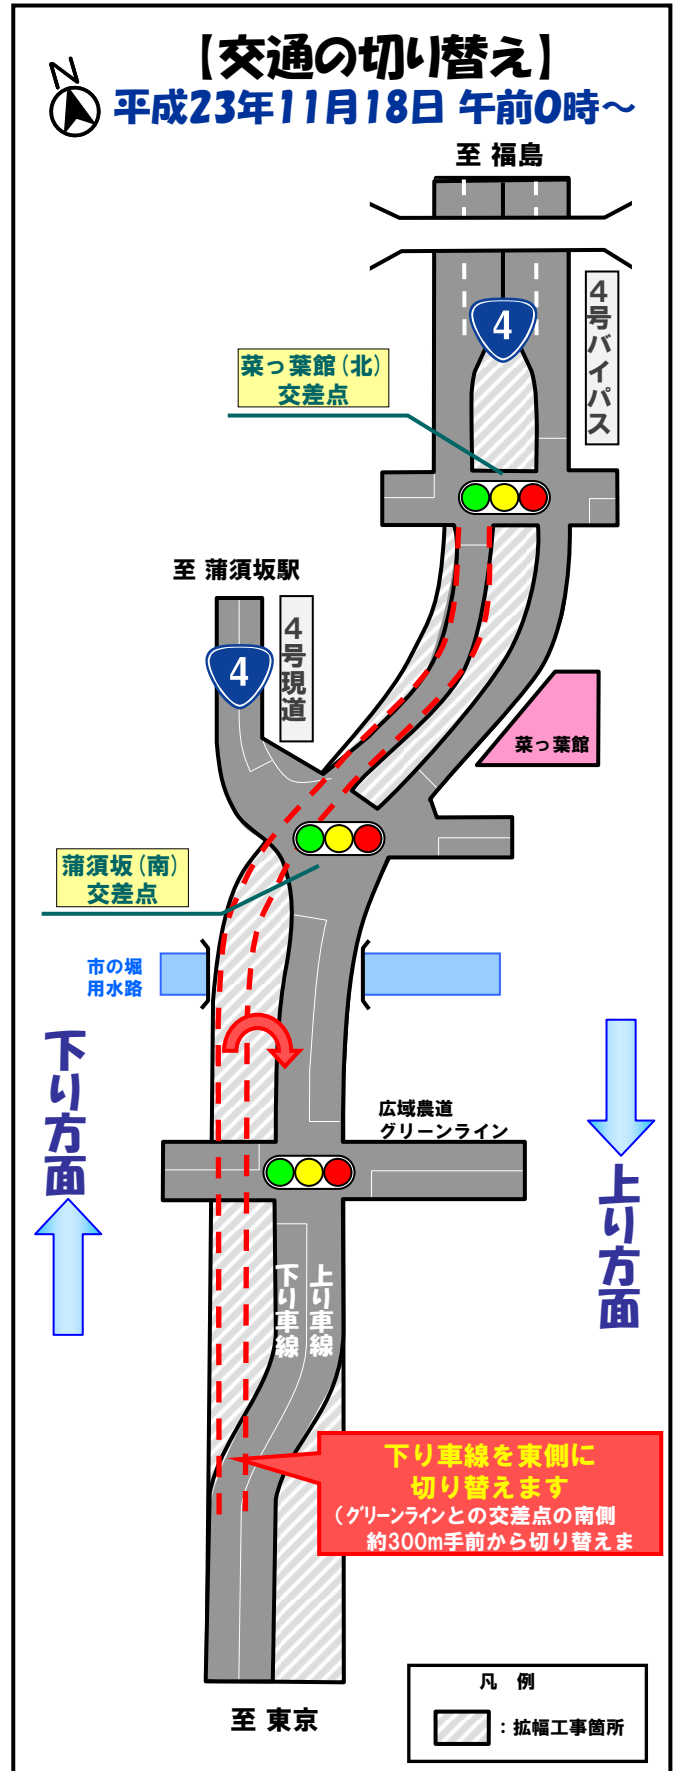 【交通の切り替え】
N
平成23年11月18日 午前0時～
至 福島
4号バイパス
4
菜っ葉館(北)
交差点
至 蒲須坂駅
4号現道
4
菜っ葉館
蒲須坂(南)
交差点
市の堀
用水路
下り方面
広域農道
グリーンライン
上り方面
下り車線
上り車線
下り車線を東側に
切り替えます
（グリーンラインとの交差点の南側
約300m手前から切り替えま
凡 例
：拡幅工事箇所
至 東京